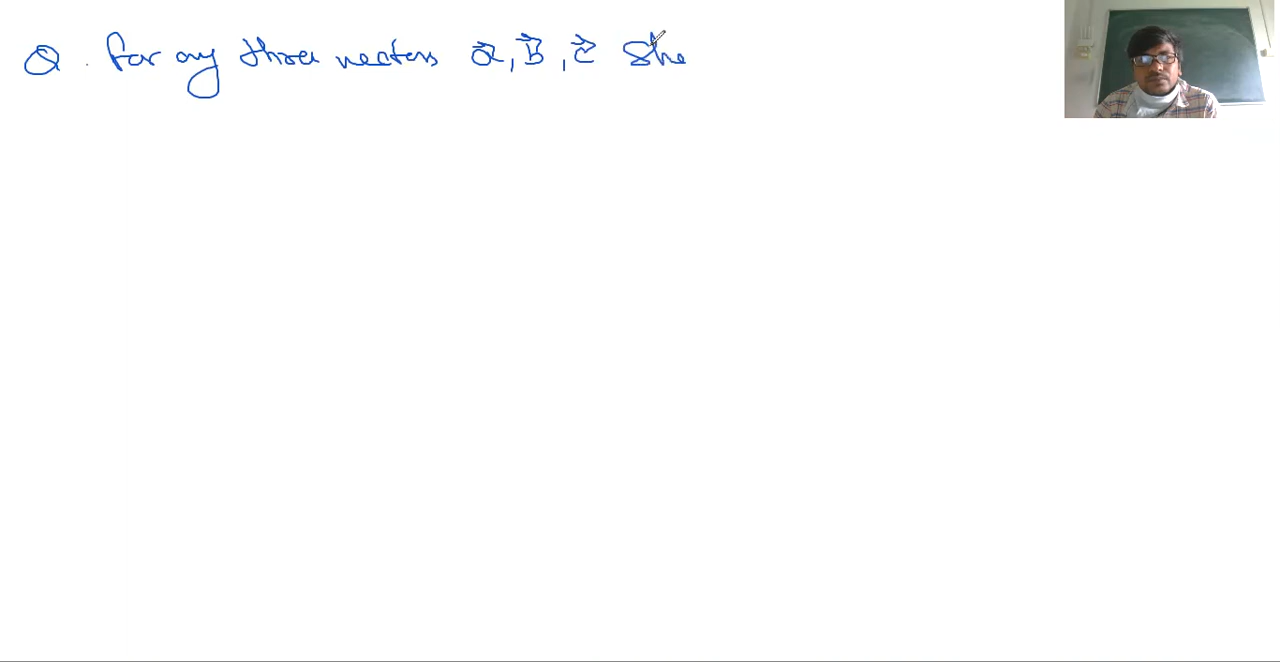 Q. For any three vectors a⃗, b⃗, c⃗ She